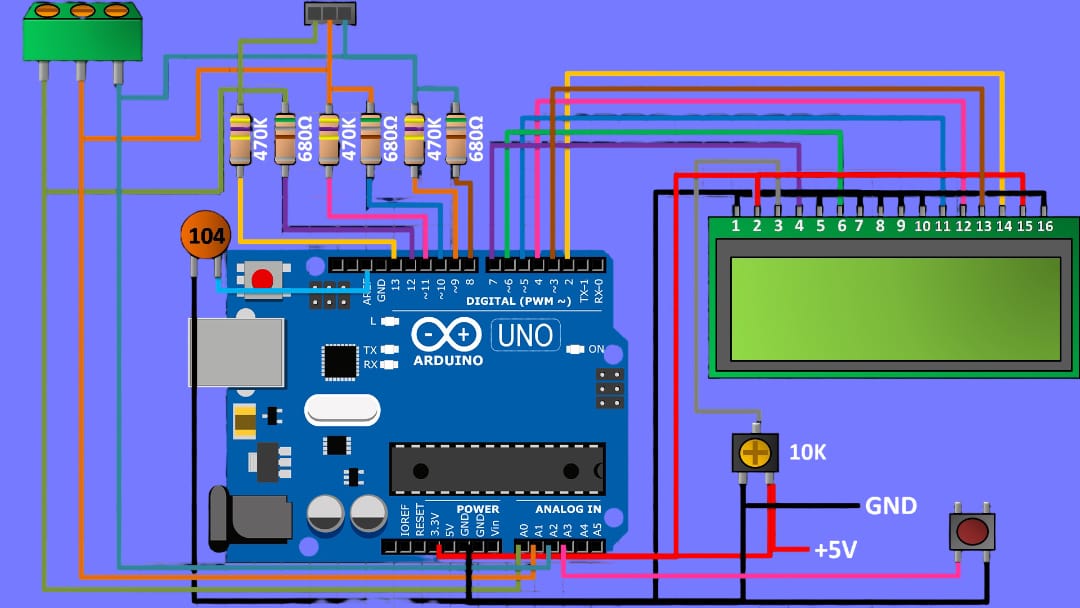 470K
680Ω
470K
680Ω
470K
680Ω
104
1 2 3 4 5 6 7 8 9 10 11 12 13 14 15 16
AREF
GND
13
12
~11
~10
~9
8
7
~6
~5
4
~3
2
TX-1
RX-0
DIGITAL (PWM ~)
L
TX
RX
UNO
ARDUINO
ON
10K
GND
+5V
POWER
ANALOG IN
IOREF
RESET
3.3V
5V
GND
GND
Vin
A0
A1
A2
A3
A4
A5